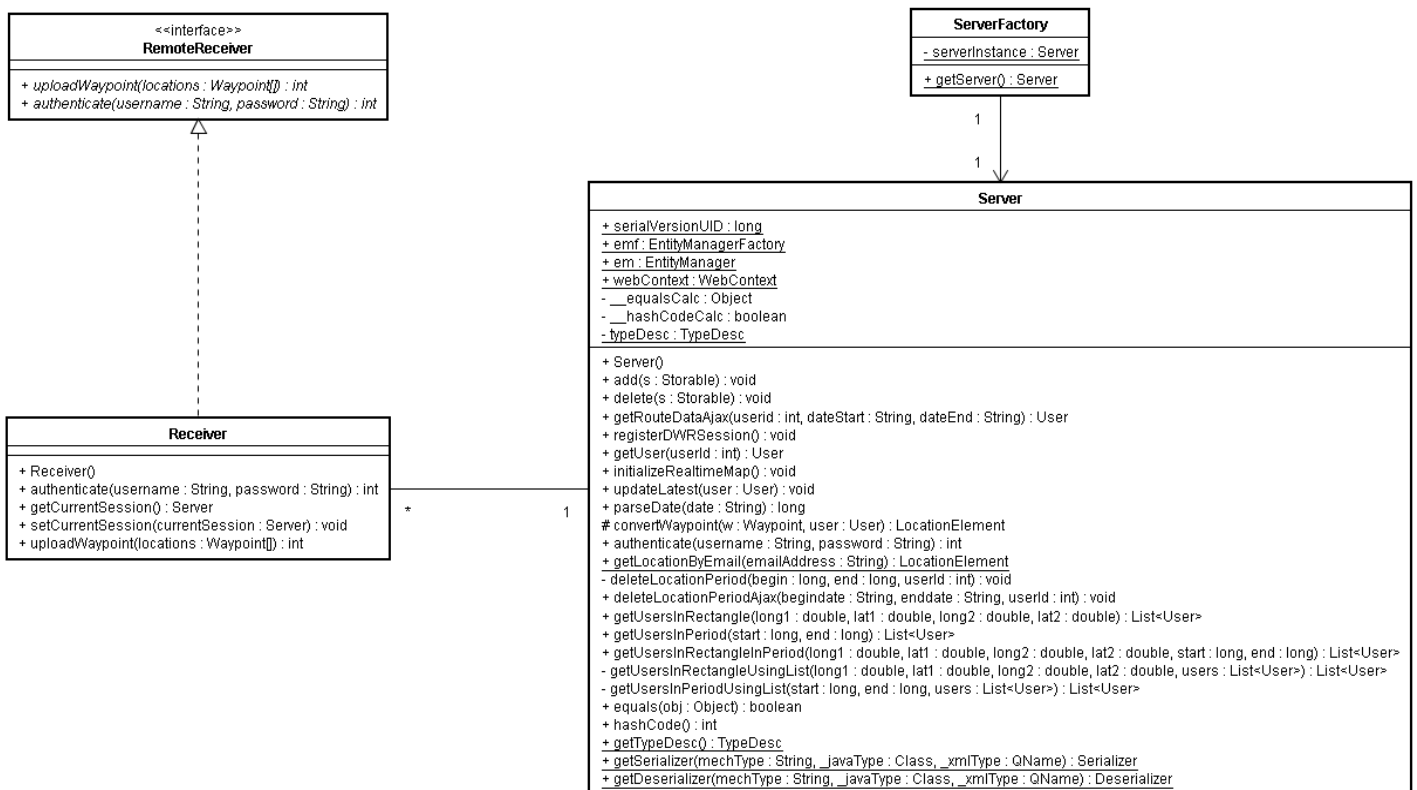 <<interface>>
RemoteReceiver
+ uploadWaypoint(locations : Waypoint[]) : int
+ authenticate(username : String, password : String) : int
ServerFactory
- serverInstance : Server
+ getServer() : Server
1
1
Server
+ serialVersionUID : long
+ emf : EntityManagerFactory
+ em : EntityManager
+ webContext : WebContext
- __equalsCalc : Object
- __hashCodeCalc : boolean
- typeDesc : TypeDesc
+ Server()
+ add(s : Storable) : void
+ delete(s : Storable) : void
+ getRouteDataAjax(userid : int, dateStart : String, dateEnd : String) : User
+ registerDWRSession() : void
+ getUser(userId : int) : User
+ initializeRealtimeMap() : void
+ updateLatest(user : User) : void
+ parseDate(date : String) : long
# convertWaypoint(w : Waypoint, user : User) : LocationElement
+ authenticate(username : String, password : String) : int
+ getLocationByEmail(emailAddress : String) : LocationElement
- deleteLocationPeriod(begin : long, end : long, userId : int) : void
+ deleteLocationPeriodAjax(begindate : String, enddate : String, userId : int) : void
+ getUsersInRectangle(long1 : double, lat1 : double, long2 : double, lat2 : double) : List<User>
+ getUsersInPeriod(start : long, end : long) : List<User>
+ getUsersInRectangleInPeriod(long1 : double, lat1 : double, long2 : double, lat2 : double, start : long, end : long) : List<User>
- getUsersInRectangleUsingList(long1 : double, lat1 : double, long2 : double, lat2 : double, users : List<User>) : List<User>
- getUsersInPeriodUsingList(start : long, end : long, users : List<User>) : List<User>
+ equals(obj : Object) : boolean
+ hashCode() : int
+ getTypeDesc() : TypeDesc
+ getSerializer(mechType : String, _javaType : Class, _xmlType : QName) : Serializer
+ getDeserializer(mechType : String, _javaType : Class, _xmlType : QName) : Deserializer
Receiver
+ Receiver()
+ authenticate(username : String, password : String) : int
+ getCurrentSession() : Server
+ setCurrentSession(currentSession : Server) : void
+ uploadWaypoint(locations : Waypoint[]) : int
*
1